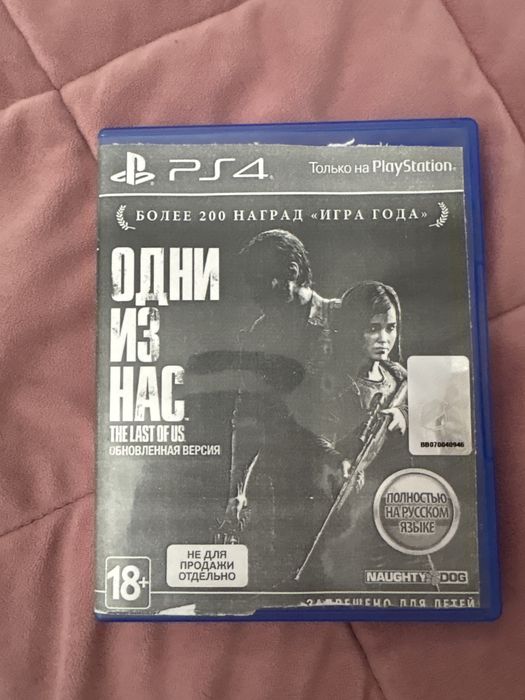 PS4
Только на PlayStation
БОЛЕЕ 200 НАГРАД «ИГРА ГОДА»
ОДНИ
ИЗ
НАС
THE LAST OF US
ОБНОВЛЕННАЯ ВЕРСИЯ
BB070040946
ПОЛНОСТЬЮ
НА РУССКОМ
ЯЗЫКЕ
НЕ ДЛЯ
ПРОДАЖИ
ОТДЕЛЬНО
18+
NAUGHTY DOG
ЗАПРЕЩЕНО ДЛЯ ДЕТЕЙ